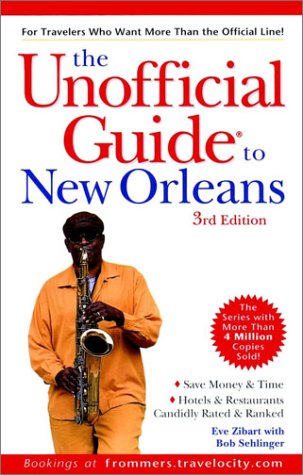 For Travelers Who Want More Than the Official Line!
the
Unofficial
Guide® to
New Orleans
3rd Edition
The
Series with
More Than
4 Million
Copies
Sold!
♦ Save Money & Time
♦ Hotels & Restaurants
Candidly Rated & Ranked
Eve Zibart with
Bob Sehlinger
Bookings at frommers.travelocity.com